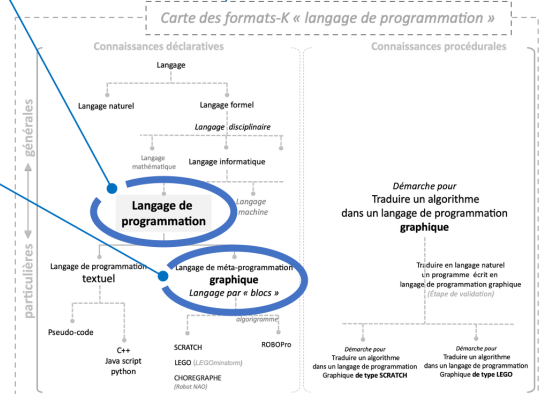 Carte des formats-K « langage de programmation »
Connaissances déclaratives
Connaissances procédurales
générales
particulières
Langage
Langage naturel
Langage formel
Langage disciplinaire
Langage
mathématique
Langage informatique
Langage de
programmation
Langage
machine
Langage de programmation
textuel
Langage de méta-programmation
graphique
Langage par « blocs »
algorigramme
Pseudo-code
C++
Java script
python
SCRATCH
LEGO (LEGOminstorm)
CHOREGRAPHE
(Robot NAO)
ROBOPro
Démarche pour
Traduire un algorithme
dans un langage de programmation
graphique
Traduire en langage naturel
un programme écrit en
langage de programmation graphique
(Étape de validation)
Démarche pour
Traduire un algorithme
dans un langage de programmation
Graphique de type SCRATCH
Démarche pour
Traduire un algorithme
dans un langage de programmation
Graphique de type LEGO